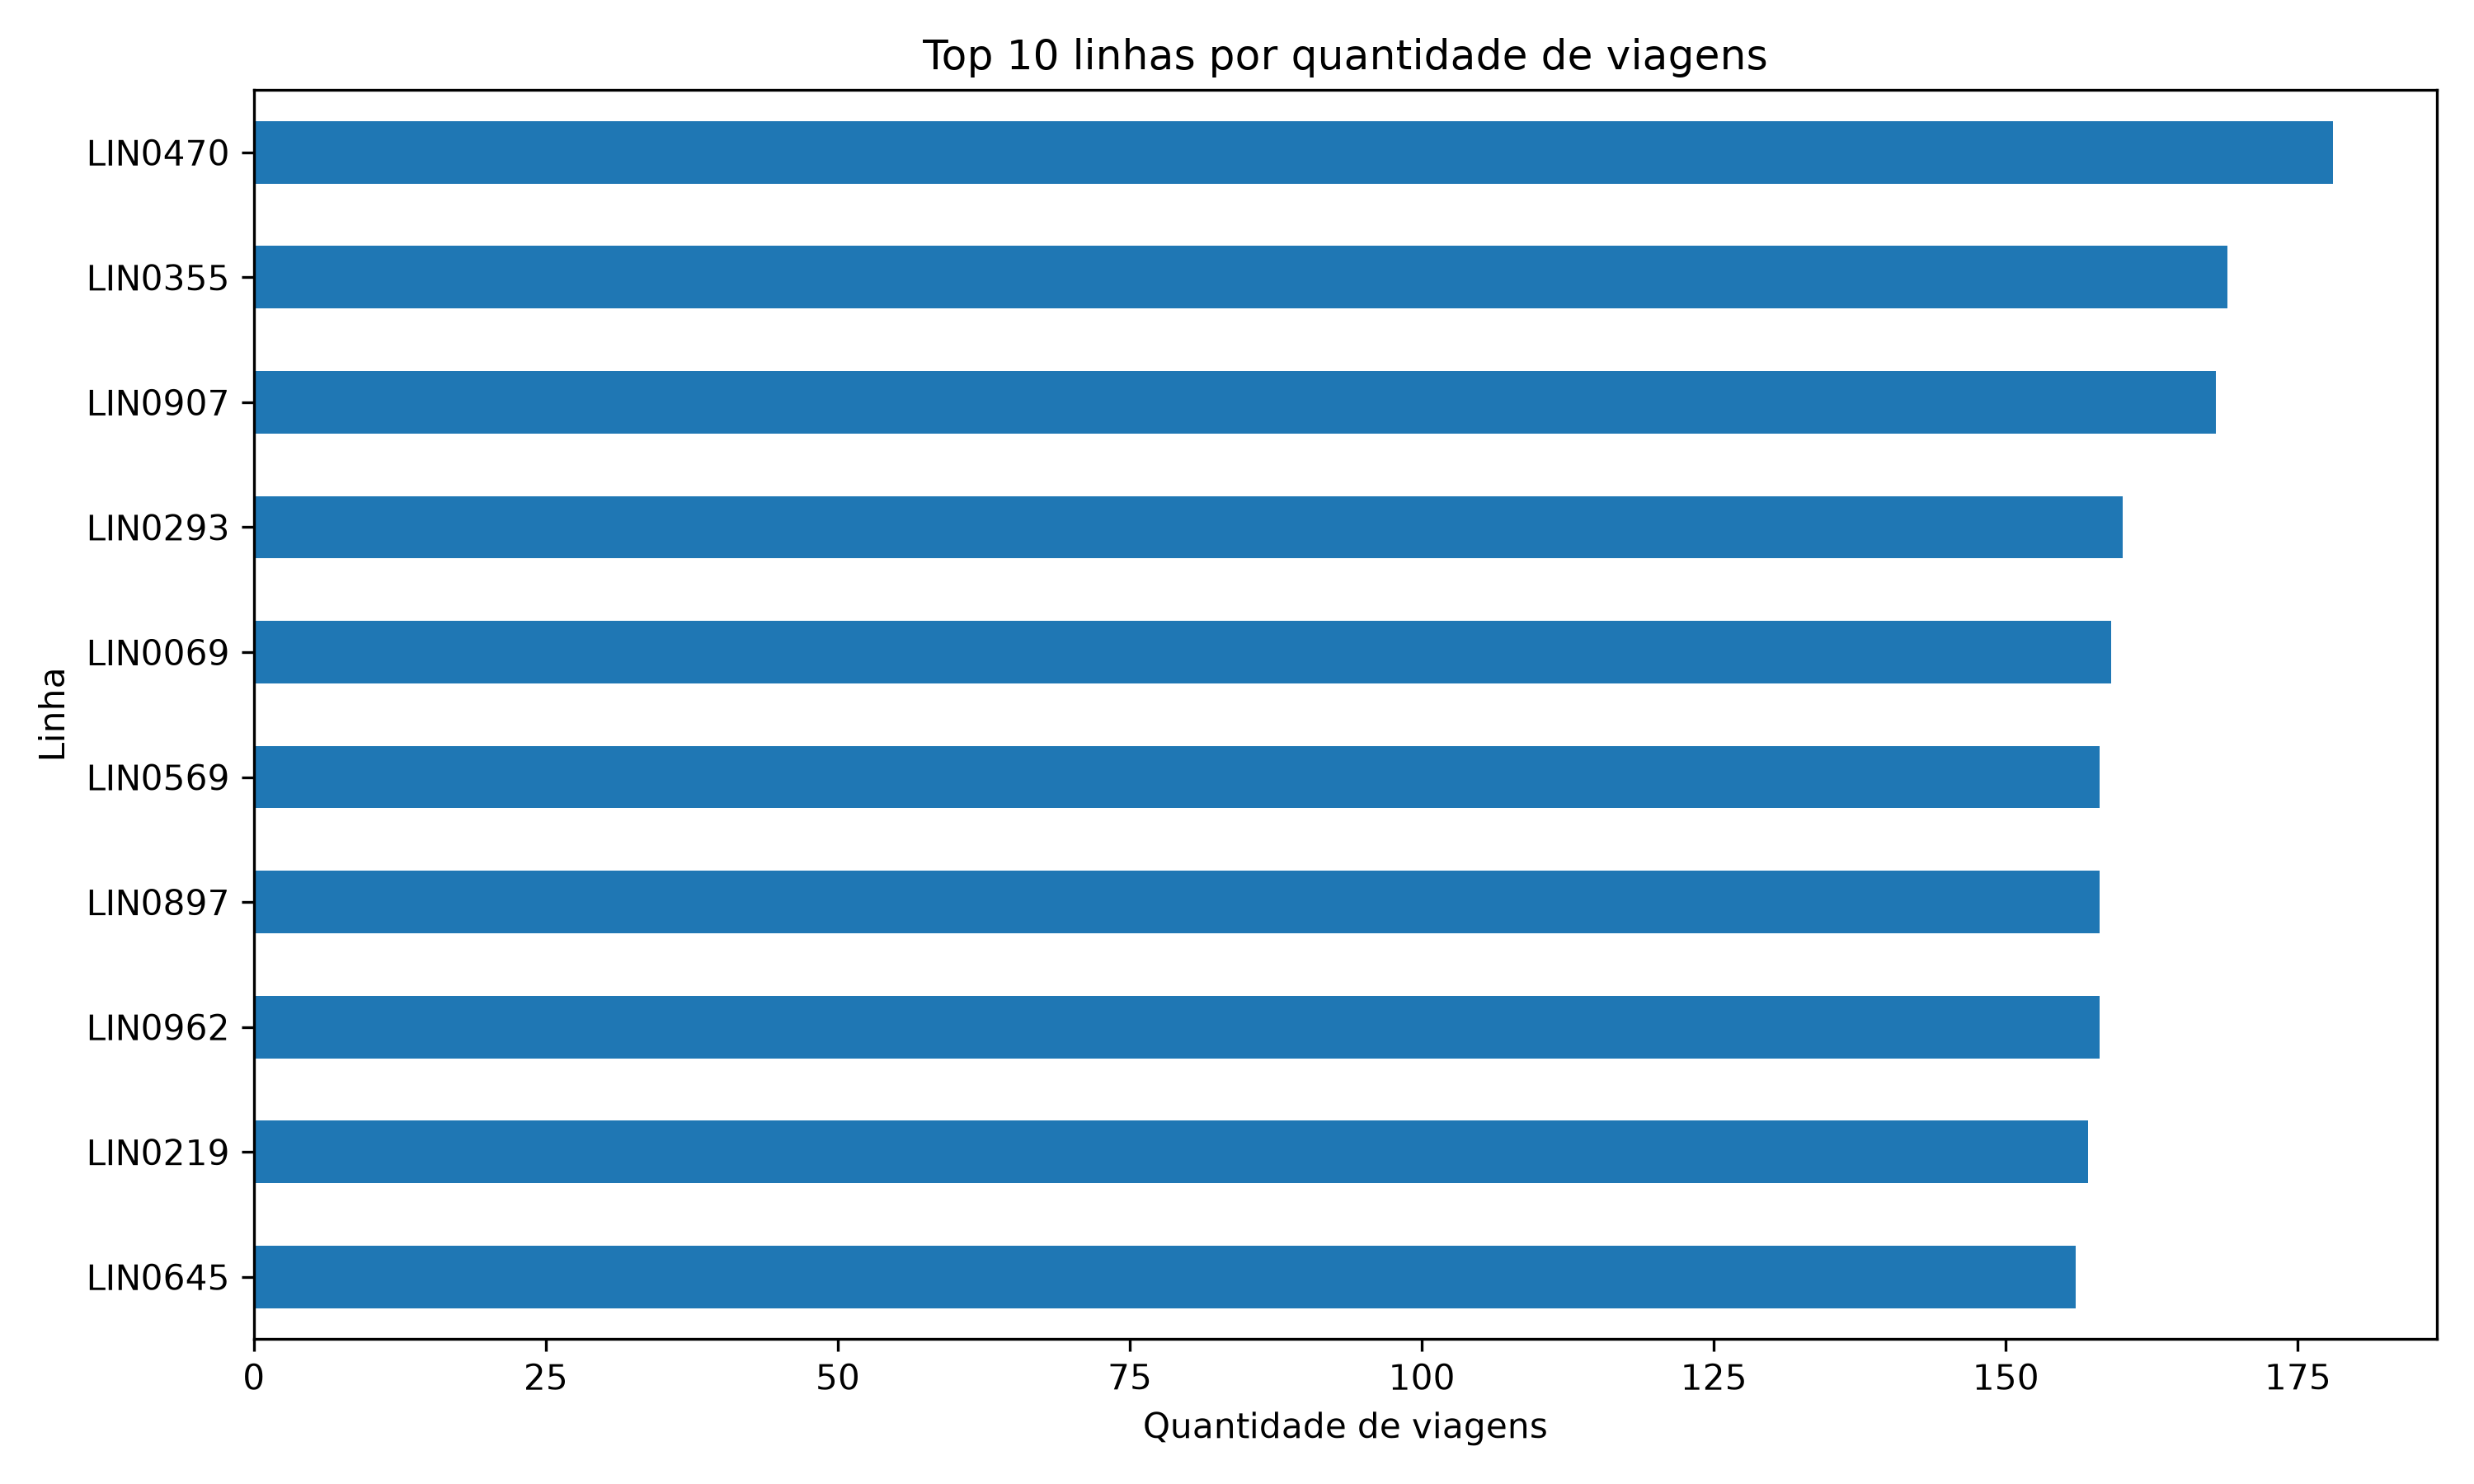 Top 10 linhas por quantidade de viagens
LIN0470
LIN0355
LIN0907
LIN0293
LIN0069
LIN0569
LIN0897
LIN0962
LIN0219
LIN0645
Linha
0 25 50 75 100 125 150 175
Quantidade de viagens